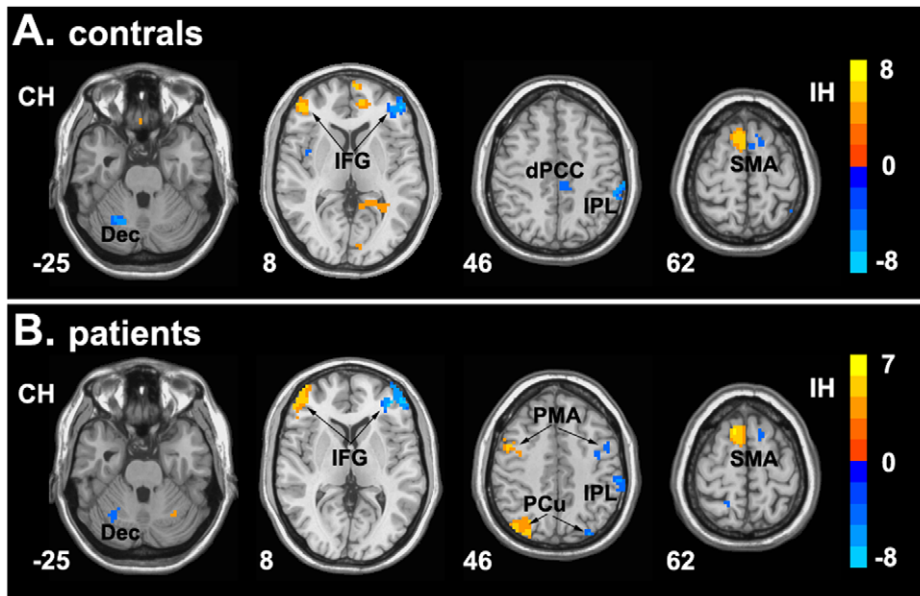 A. contrals
CH
IH
8
0
-8
IFG
dPCC
IPL
SMA
Dec
-25
8
46
62
B. patients
CH
IH
7
0
-8
PMA
IFG
SMA
IPL
PCu
Dec
-25
8
46
62